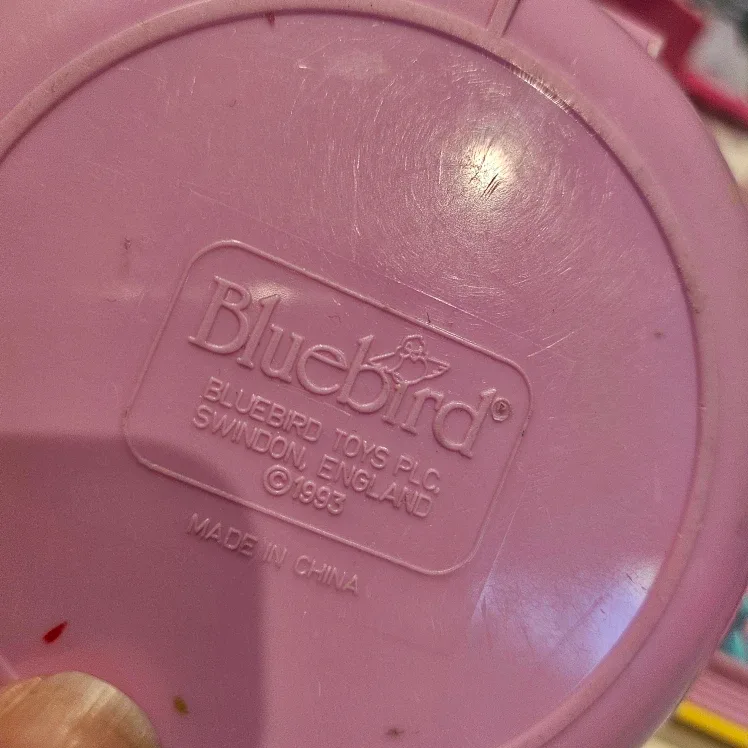 Bluebird®
BLUEBIRD TOYS PLC.
SWINDON, ENGLAND
©1993
MADE IN CHINA